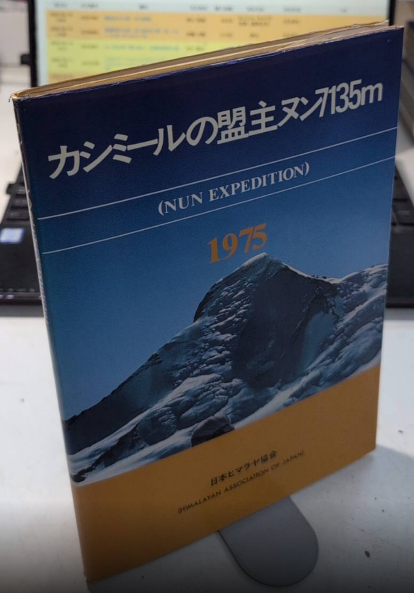 カシミールの盟主ヌン7135m
(NUN EXPEDITION)
1975
日本ヒマラヤ協会
HIMALAYAN ASSOCIATION OF JAPAN